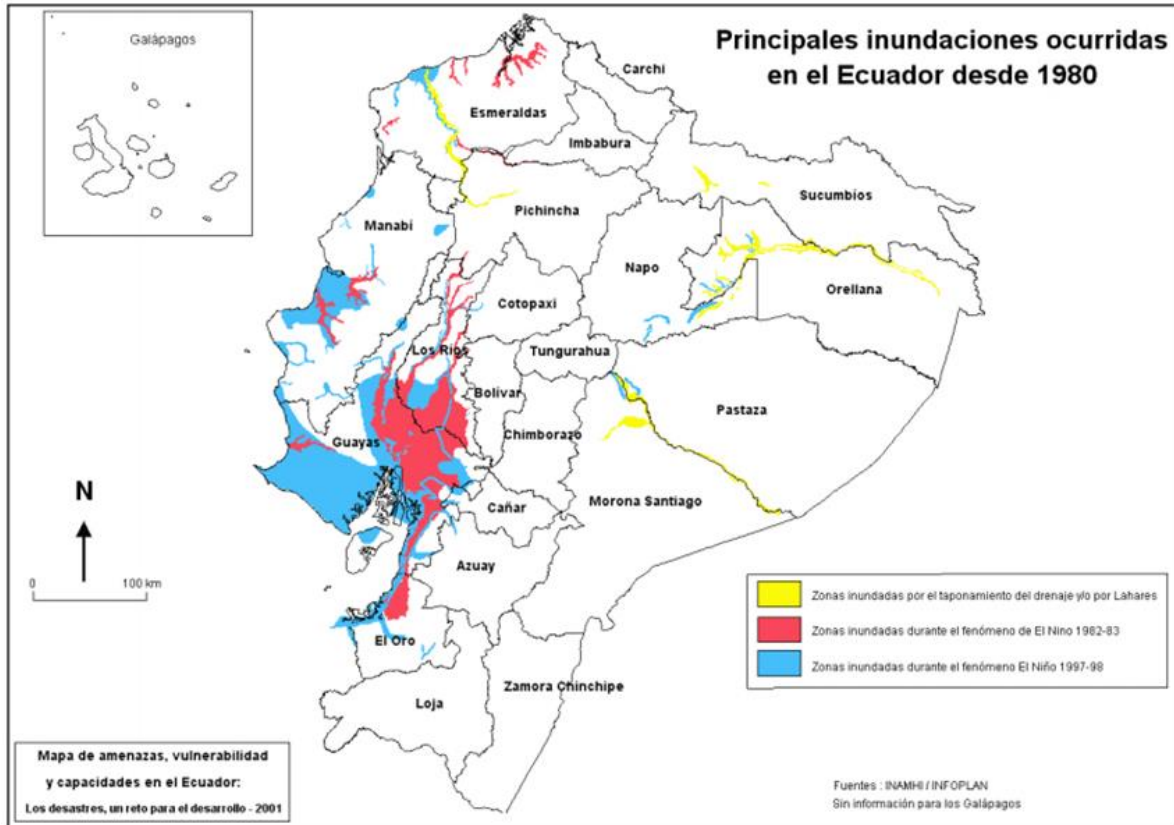 Galápagos
Principales inundaciones ocurridas
en el Ecuador desde 1980
Carchi
Esmeraldas
Imbabura
Sucumbíos
Pichincha
Manabí
Napo
Orellana
Cotopaxi
Los Ríos
Tungurahua
Bolívar
Pastaza
Chimborazo
Guayas
N
Morona Santiago
Cañar
0 100 km
Azuay
Zonas inundadas por el taponamiento del drenaje y/o por Lahares
Zonas inundadas durante el fenómeno de El Nino 1982-83
Zonas inundadas durante el fenómeno El Niño 1997-98
El Oro
Zamora Chinchipe
Loja
Mapa de amenazas, vulnerabilidad
y capacidades en el Ecuador:
Los desastres, un reto para el desarrollo - 2001
Fuentes : INAMHI / INFOPLAN
Sin información para los Galápagos